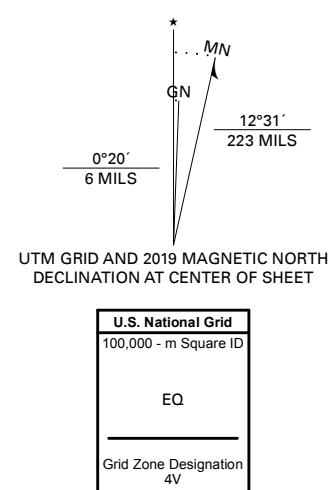 ★
MN
GN
12°31´
223 MILS
0°20´
6 MILS
UTM GRID AND 2019 MAGNETIC NORTH
DECLINATION AT CENTER OF SHEET
U.S. National Grid
100,000 - m Square ID
EQ
Grid Zone Designation
4V